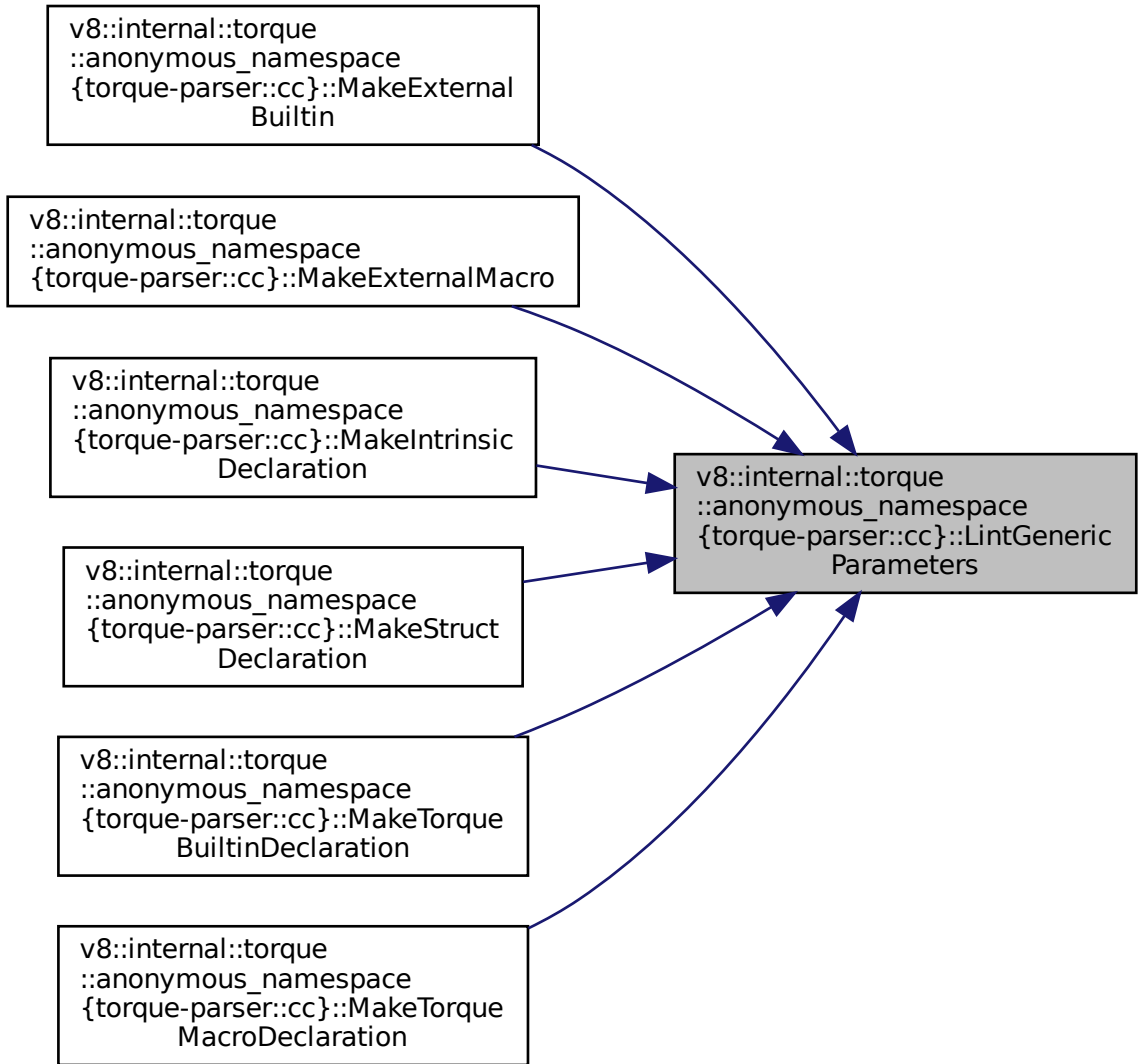 v8::internal::torque
::anonymous_namespace
{torque-parser::cc}::MakeExternal
Builtin
v8::internal::torque
::anonymous_namespace
{torque-parser::cc}::MakeExternalMacro
v8::internal::torque
::anonymous_namespace
{torque-parser::cc}::MakeIntrinsic
Declaration
v8::internal::torque
::anonymous_namespace
{torque-parser::cc}::LintGeneric
Parameters
v8::internal::torque
::anonymous_namespace
{torque-parser::cc}::MakeStruct
Declaration
v8::internal::torque
::anonymous_namespace
{torque-parser::cc}::MakeTorque
BuiltinDeclaration
v8::internal::torque
::anonymous_namespace
{torque-parser::cc}::MakeTorque
MacroDeclaration